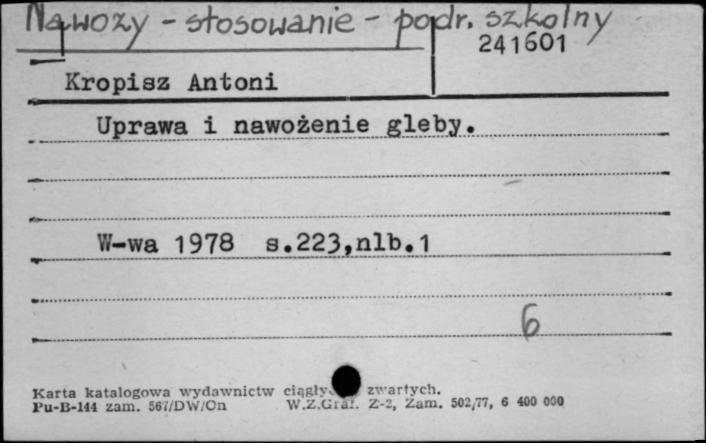 Nawozy - stosowanie - podr. szkolny
241601
Kropisz Antoni
Uprawa i nawożenie gleby.
W-wa 1978 s.223,nlb.1
6
Karta katalogowa wydawnictw zwartych.
Pu-B-144 zam. 567/DW/On W.Z.Graf. Z-2, Zam. 502/77, 6 400 000